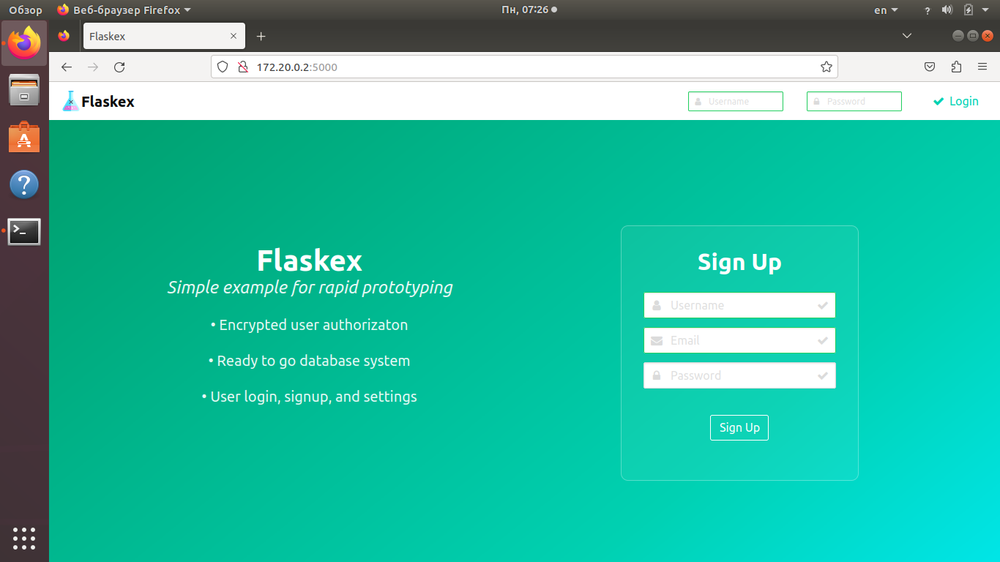 Обзор Веб-браузер Firefox Пн, 07:26 en ?
Flaskex
172.20.0.2:5000
Flaskex Username Password Login
Flaskex
Simple example for rapid prototyping
• Encrypted user authorizaton
• Ready to go database system
• User login, signup, and settings
Sign Up
Username
Email
Password
Sign Up